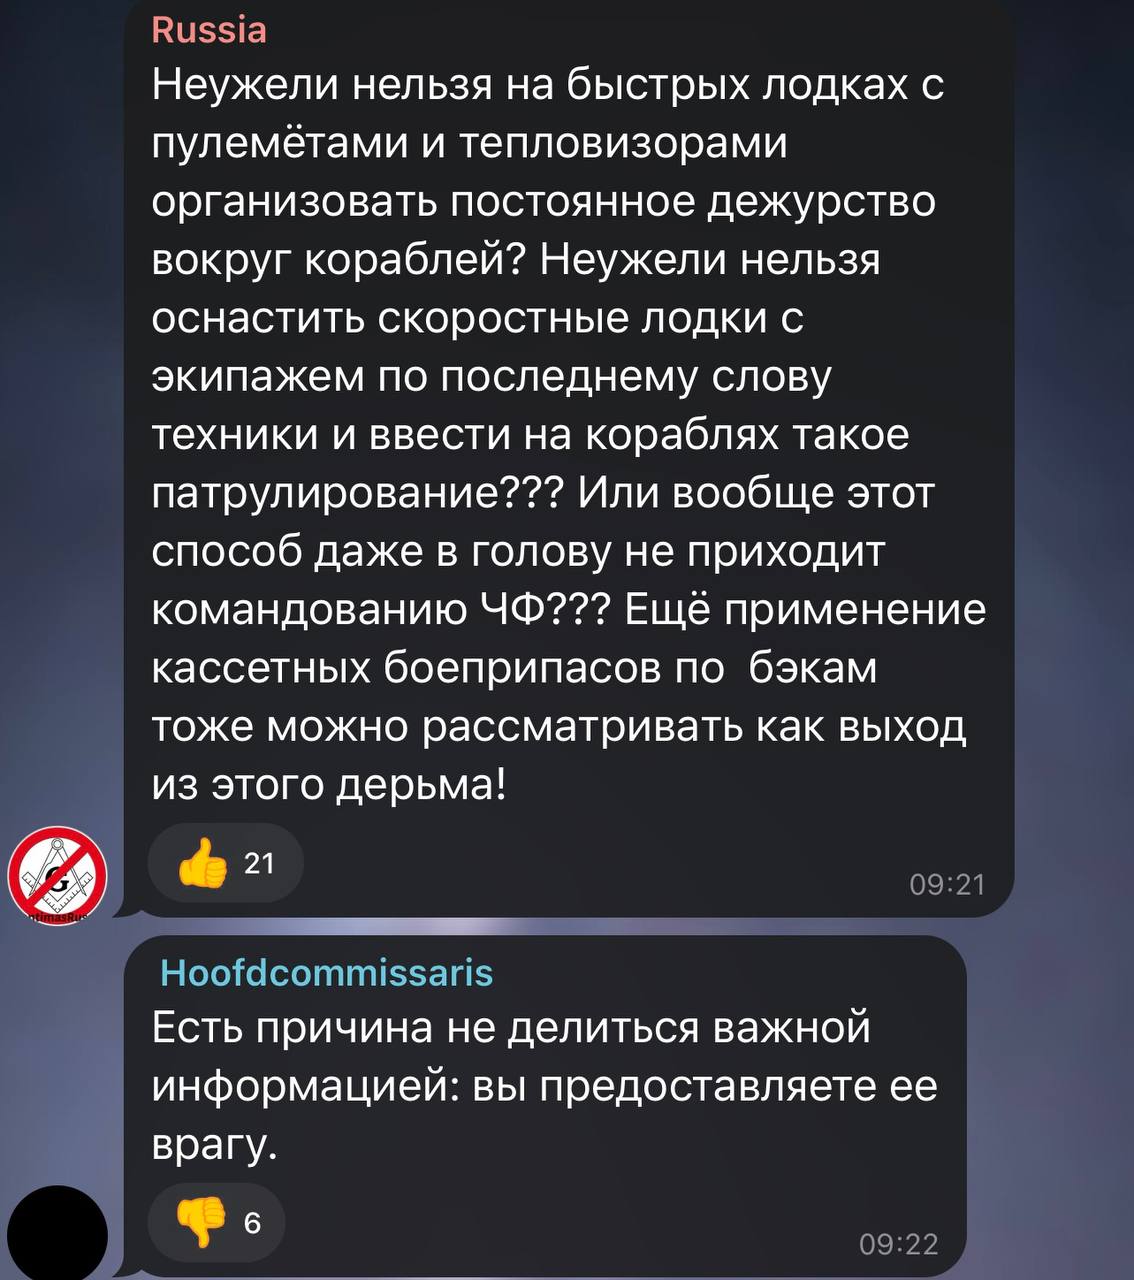 Russia
Неужели нельзя на быстрых лодках с
пулемётами и тепловизорами
организовать постоянное дежурство
вокруг кораблей? Неужели нельзя
оснастить скоростные лодки с
экипажем по последнему слову
техники и ввести на кораблях такое
патрулирование??? Или вообще этот
способ даже в голову не приходит
командованию ЧФ??? Ещё применение
кассетных боеприпасов по  бэкам
тоже можно рассматривать как выход
из этого дерьма!
👍 21
09:21
G
Hoofdcommissaris
Есть причина не делиться важной
информацией: вы предоставляете ее
врагу.
👎 6
09:22